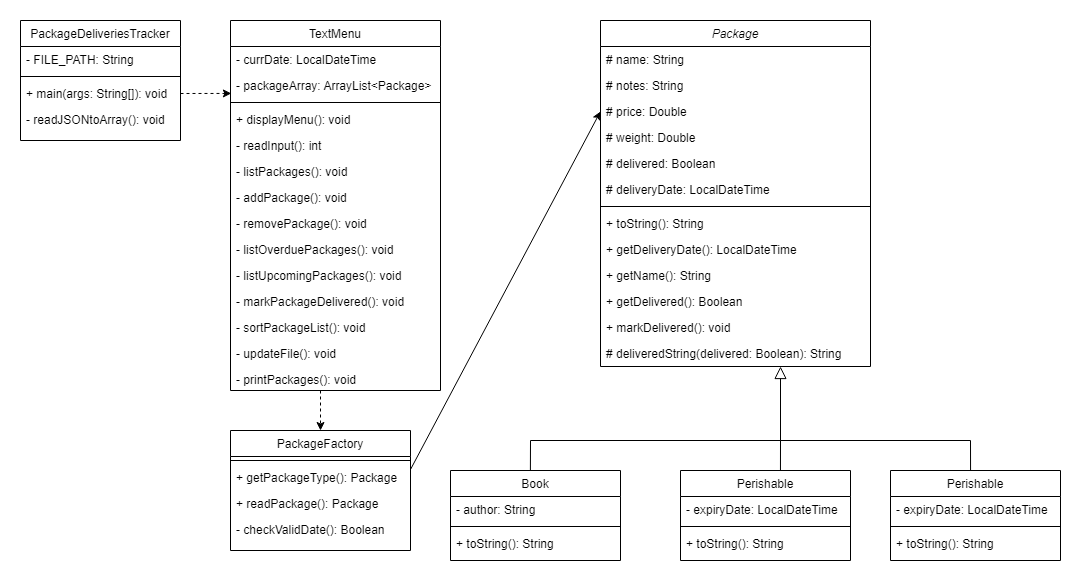 PackageDeliveriesTracker
- FILE_PATH: String
+ main(args: String[]): void
- readJSONtoArray(): void
TextMenu
- currDate: LocalDateTime
- packageArray: ArrayList<Package>
+ displayMenu(): void
- readInput(): int
- listPackages(): void
- addPackage(): void
- removePackage(): void
- listOverduePackages(): void
- listUpcomingPackages(): void
- markPackageDelivered(): void
- sortPackageList(): void
- updateFile(): void
- printPackages(): void
Package
# name: String
# notes: String
# price: Double
# weight: Double
# delivered: Boolean
# deliveryDate: LocalDateTime
+ toString(): String
+ getDeliveryDate(): LocalDateTime
+ getName(): String
+ getDelivered(): Boolean
+ markDelivered(): void
# deliveredString(delivered: Boolean): String
PackageFactory
+ getPackageType(): Package
+ readPackage(): Package
- checkValidDate(): Boolean
Book
- author: String
+ toString(): String
Perishable
- expiryDate: LocalDateTime
+ toString(): String
Perishable
- expiryDate: LocalDateTime
+ toString(): String